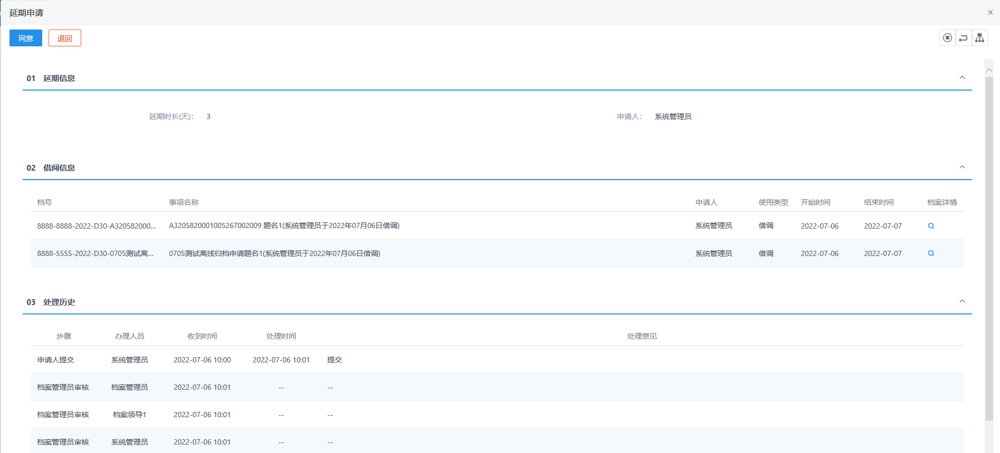 延期申请
同意 退回
01 延期信息
延期时长(天)： 3 申请人： 系统管理员
02 借阅信息
档号 事项名称 申请人 使用类型 开始时间 结束时间 档案详情
8888-8888-2022-D30-A320582000... A3205820001005267002009 题名1(系统管理员于2022年07月06日借调) 系统管理员 借调 2022-07-06 2022-07-07
8888-5555-2022-D30-0705测试离... 0705测试离线归档申请题名1(系统管理员于2022年07月06日借调) 系统管理员 借调 2022-07-06 2022-07-07
03 处理历史
步骤 办理人员 收到时间 处理时间 处理意见
申请人提交 系统管理员 2022-07-06 10:00 2022-07-06 10:01 提交
档案管理员审核 档案管理员 2022-07-06 10:01 -- --
档案管理员审核 档案领导1 2022-07-06 10:01 -- --
档案管理员审核 系统管理员 2022-07-06 10:01 -- --